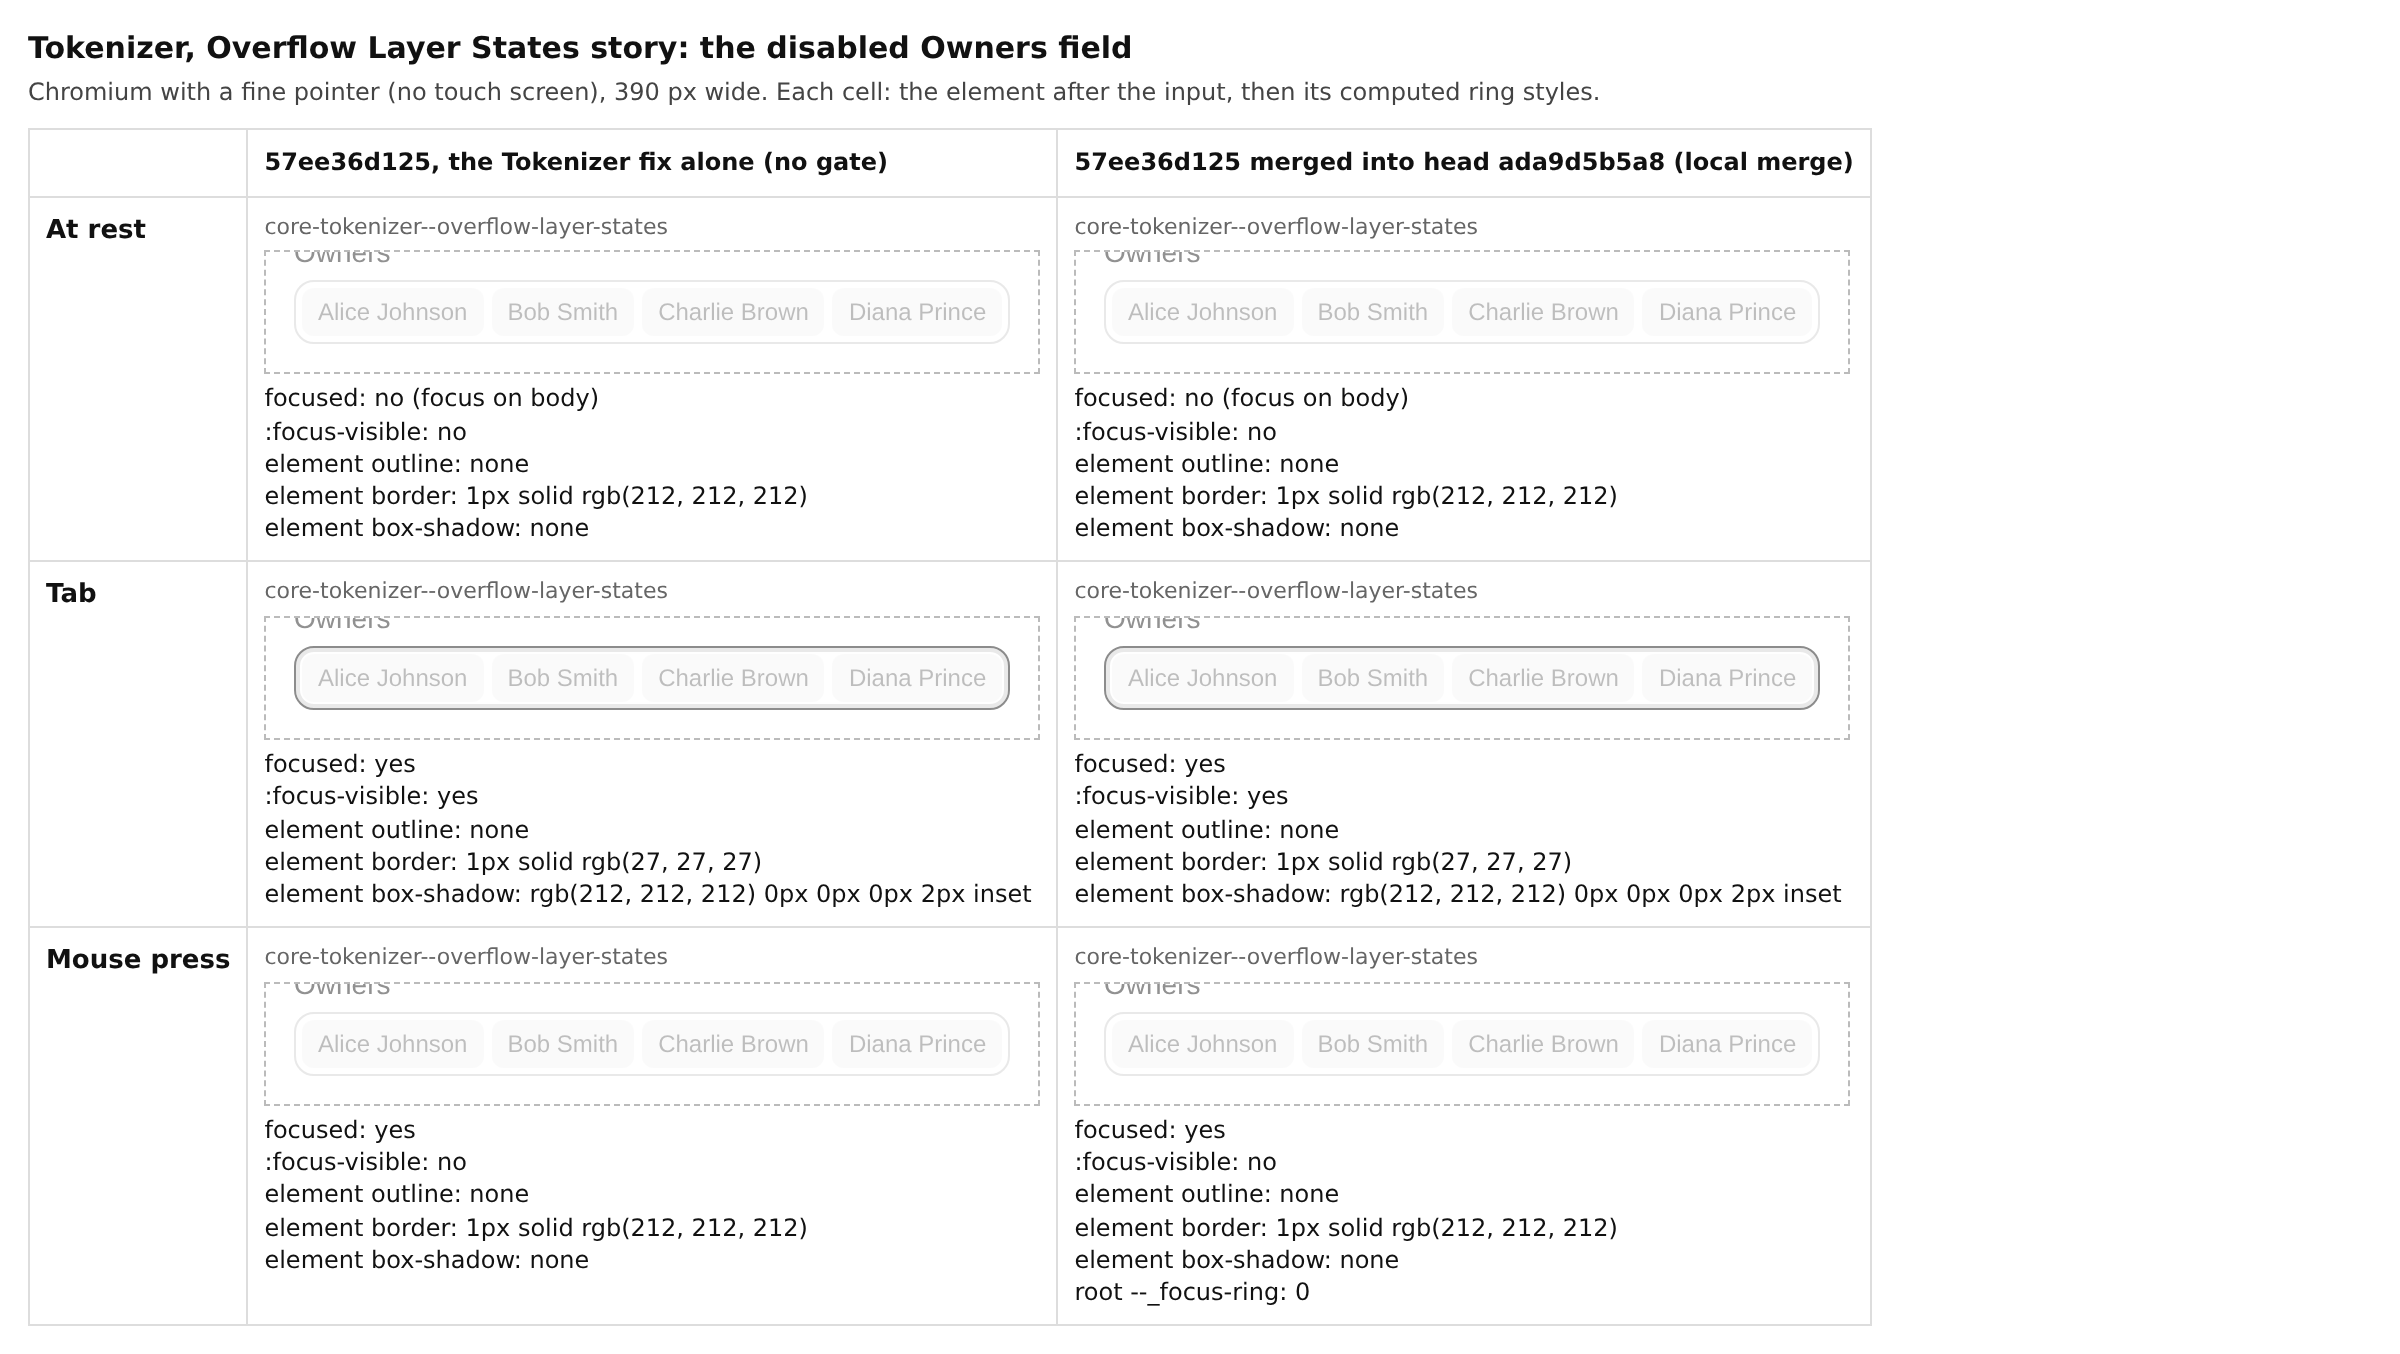 Tokenizer, Overflow Layer States story: the disabled Owners field
Chromium with a fine pointer (no touch screen), 390 px wide. Each cell: the element after the input, then its computed ring styles.
57ee36d125, the Tokenizer fix alone (no gate)
57ee36d125 merged into head ada9d5b5a8 (local merge)
At rest
core-tokenizer--overflow-layer-states
Owners
Alice Johnson Bob Smith Charlie Brown Diana Prince
focused: no (focus on body)
:focus-visible: no
element outline: none
element border: 1px solid rgb(212, 212, 212)
element box-shadow: none
core-tokenizer--overflow-layer-states
Owners
Alice Johnson Bob Smith Charlie Brown Diana Prince
focused: no (focus on body)
:focus-visible: no
element outline: none
element border: 1px solid rgb(212, 212, 212)
element box-shadow: none
Tab
core-tokenizer--overflow-layer-states
Owners
Alice Johnson Bob Smith Charlie Brown Diana Prince
focused: yes
:focus-visible: yes
element outline: none
element border: 1px solid rgb(27, 27, 27)
element box-shadow: rgb(212, 212, 212) 0px 0px 0px 2px inset
core-tokenizer--overflow-layer-states
Owners
Alice Johnson Bob Smith Charlie Brown Diana Prince
focused: yes
:focus-visible: yes
element outline: none
element border: 1px solid rgb(27, 27, 27)
element box-shadow: rgb(212, 212, 212) 0px 0px 0px 2px inset
Mouse press
core-tokenizer--overflow-layer-states
Owners
Alice Johnson Bob Smith Charlie Brown Diana Prince
focused: yes
:focus-visible: no
element outline: none
element border: 1px solid rgb(212, 212, 212)
element box-shadow: none
core-tokenizer--overflow-layer-states
Owners
Alice Johnson Bob Smith Charlie Brown Diana Prince
focused: yes
:focus-visible: no
element outline: none
element border: 1px solid rgb(212, 212, 212)
element box-shadow: none
root --_focus-ring: 0